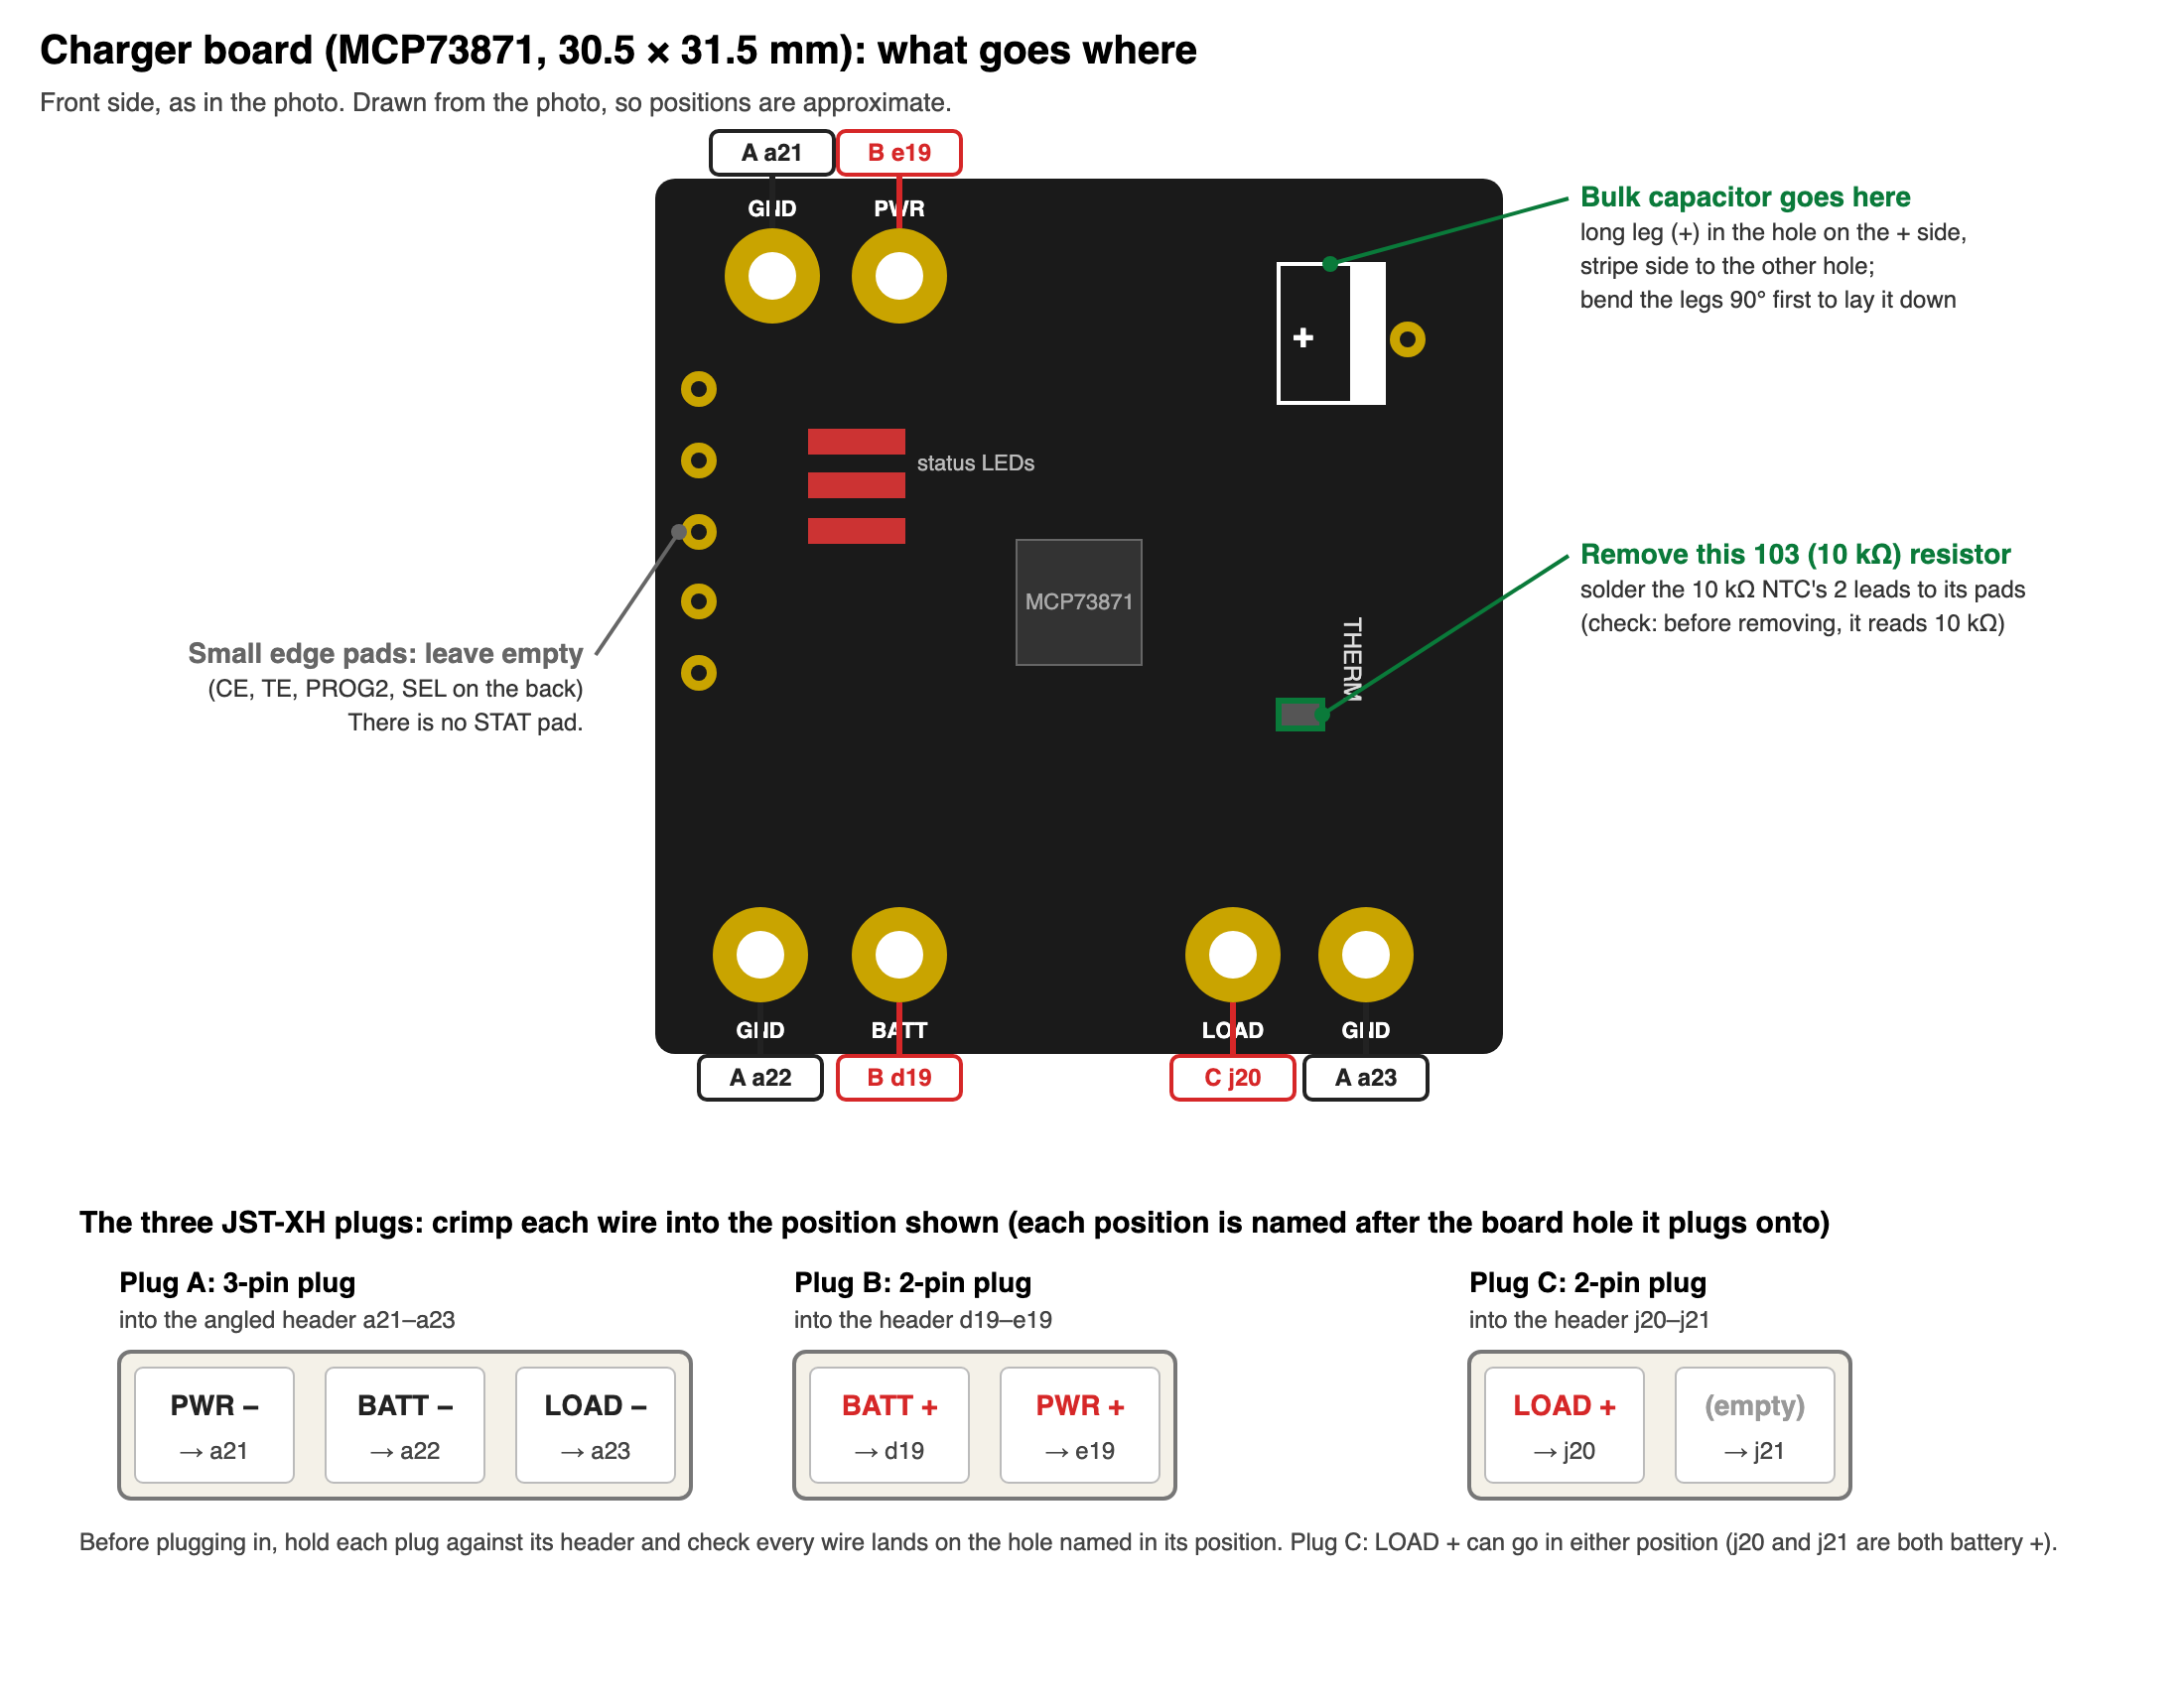 Charger board (MCP73871, 30.5 × 31.5 mm): what goes where
Front side, as in the photo. Drawn from the photo, so positions are approximate.
A a21
B e19
GND
PWR
Bulk capacitor goes here
long leg (+) in the hole on the + side,
stripe side to the other hole;
bend the legs 90° first to lay it down
+
status LEDs
MCP73871
Remove this 103 (10 kΩ) resistor
solder the 10 kΩ NTC's 2 leads to its pads
(check: before removing, it reads 10 kΩ)
THERM
Small edge pads: leave empty
(CE, TE, PROG2, SEL on the back)
There is no STAT pad.
GND
BATT
LOAD
GND
A a22
B d19
C j20
A a23
The three JST-XH plugs: crimp each wire into the position shown (each position is named after the board hole it plugs onto)
Plug A: 3-pin plug
into the angled header a21–a23
PWR –
→ a21
BATT –
→ a22
LOAD –
→ a23
Plug B: 2-pin plug
into the header d19–e19
BATT +
→ d19
PWR +
→ e19
Plug C: 2-pin plug
into the header j20–j21
LOAD +
→ j20
(empty)
→ j21
Before plugging in, hold each plug against its header and check every wire lands on the hole named in its position. Plug C: LOAD + can go in either position (j20 and j21 are both battery +).